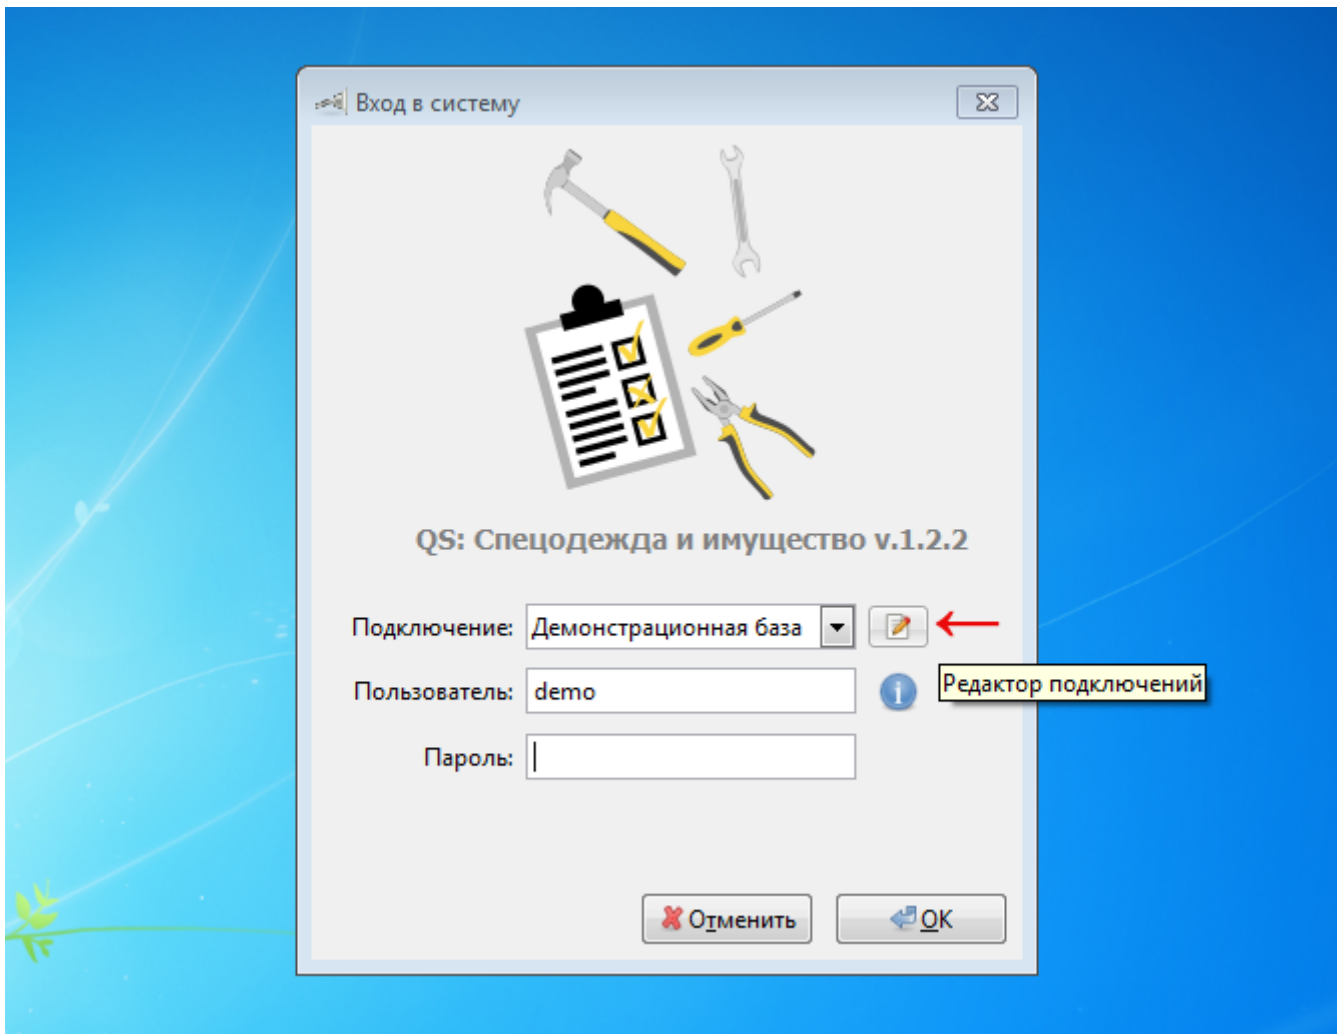 Вход в систему
QS: Спецодежда и имущество v.1.2.2
Подключение: Демонстрационная база
Редактор подключений
Пользователь: demo
Пароль:
Отменить
OK